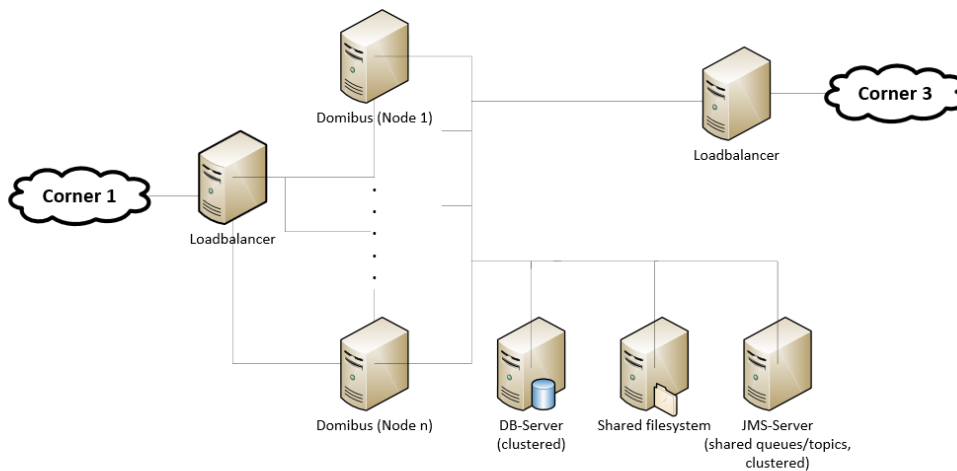 Domibus (Node 1)
Corner 3
Loadbalancer
Corner 1
Loadbalancer
Domibus (Node n)
DB-Server
(clustered)
Shared filesystem
JMS-Server
(shared queues/topics,
clustered)